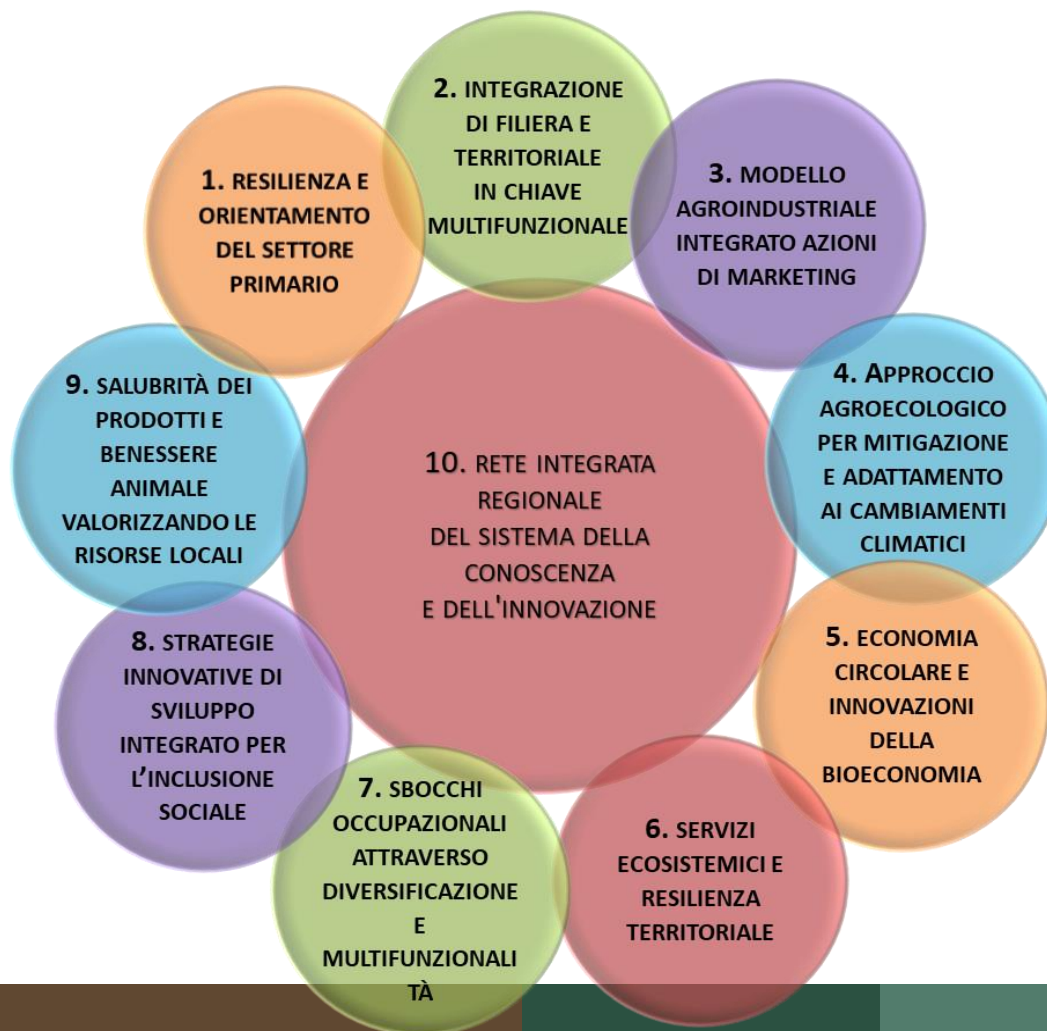 1. RESILIENZA E
ORIENTAMENTO
DEL SETTORE
PRIMARIO
2. INTEGRAZIONE
DI FILIERA E
TERRITORIALE
IN CHIAVE
MULTIFUNZIONALE
3. MODELLO
AGROINDUSTRIALE
INTEGRATO AZIONI
DI MARKETING
4. APPROCCIO
AGROECOLOGICO
PER MITIGAZIONE
E ADATTAMENTO
AI CAMBIAMENTI
CLIMATICI
5. ECONOMIA
CIRCOLARE E
INNOVAZIONI
DELLA
BIOECONOMIA
6. SERVIZI
ECOSISTEMICI E
RESILIENZA
TERRITORIALE
7. SBOCCHI
OCCUPAZIONALI
ATTRAVERSO
DIVERSIFICAZIONE
E
MULTIFUNZIONALI
TÀ
8. STRATEGIE
INNOVATIVE DI
SVILUPPO
INTEGRATO PER
L’INCLUSIONE
SOCIALE
9. SALUBRITÀ DEI
PRODOTTI E
BENESSERE
ANIMALE
VALORIZZANDO LE
RISORSE LOCALI
10. RETE INTEGRATA
REGIONALE
DEL SISTEMA DELLA
CONOSCENZA
E DELL'INNOVAZIONE